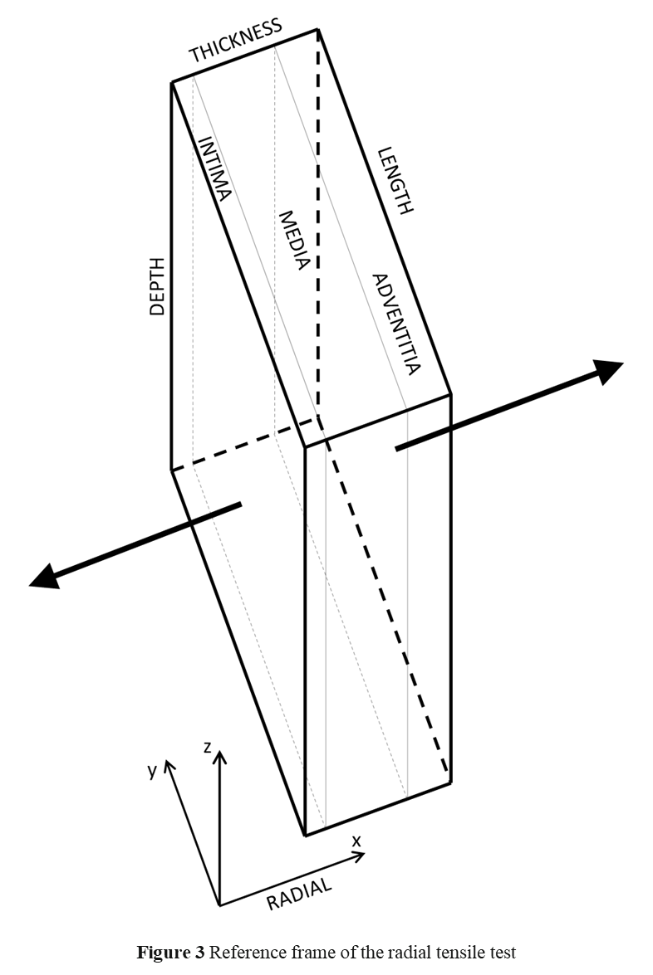 THICKNESS
INTIMA
LENGTH
MEDIA
DEPTH
ADVENTITIA
z
y
x
RADIAL
Figure 3 Reference frame of the radial tensile test